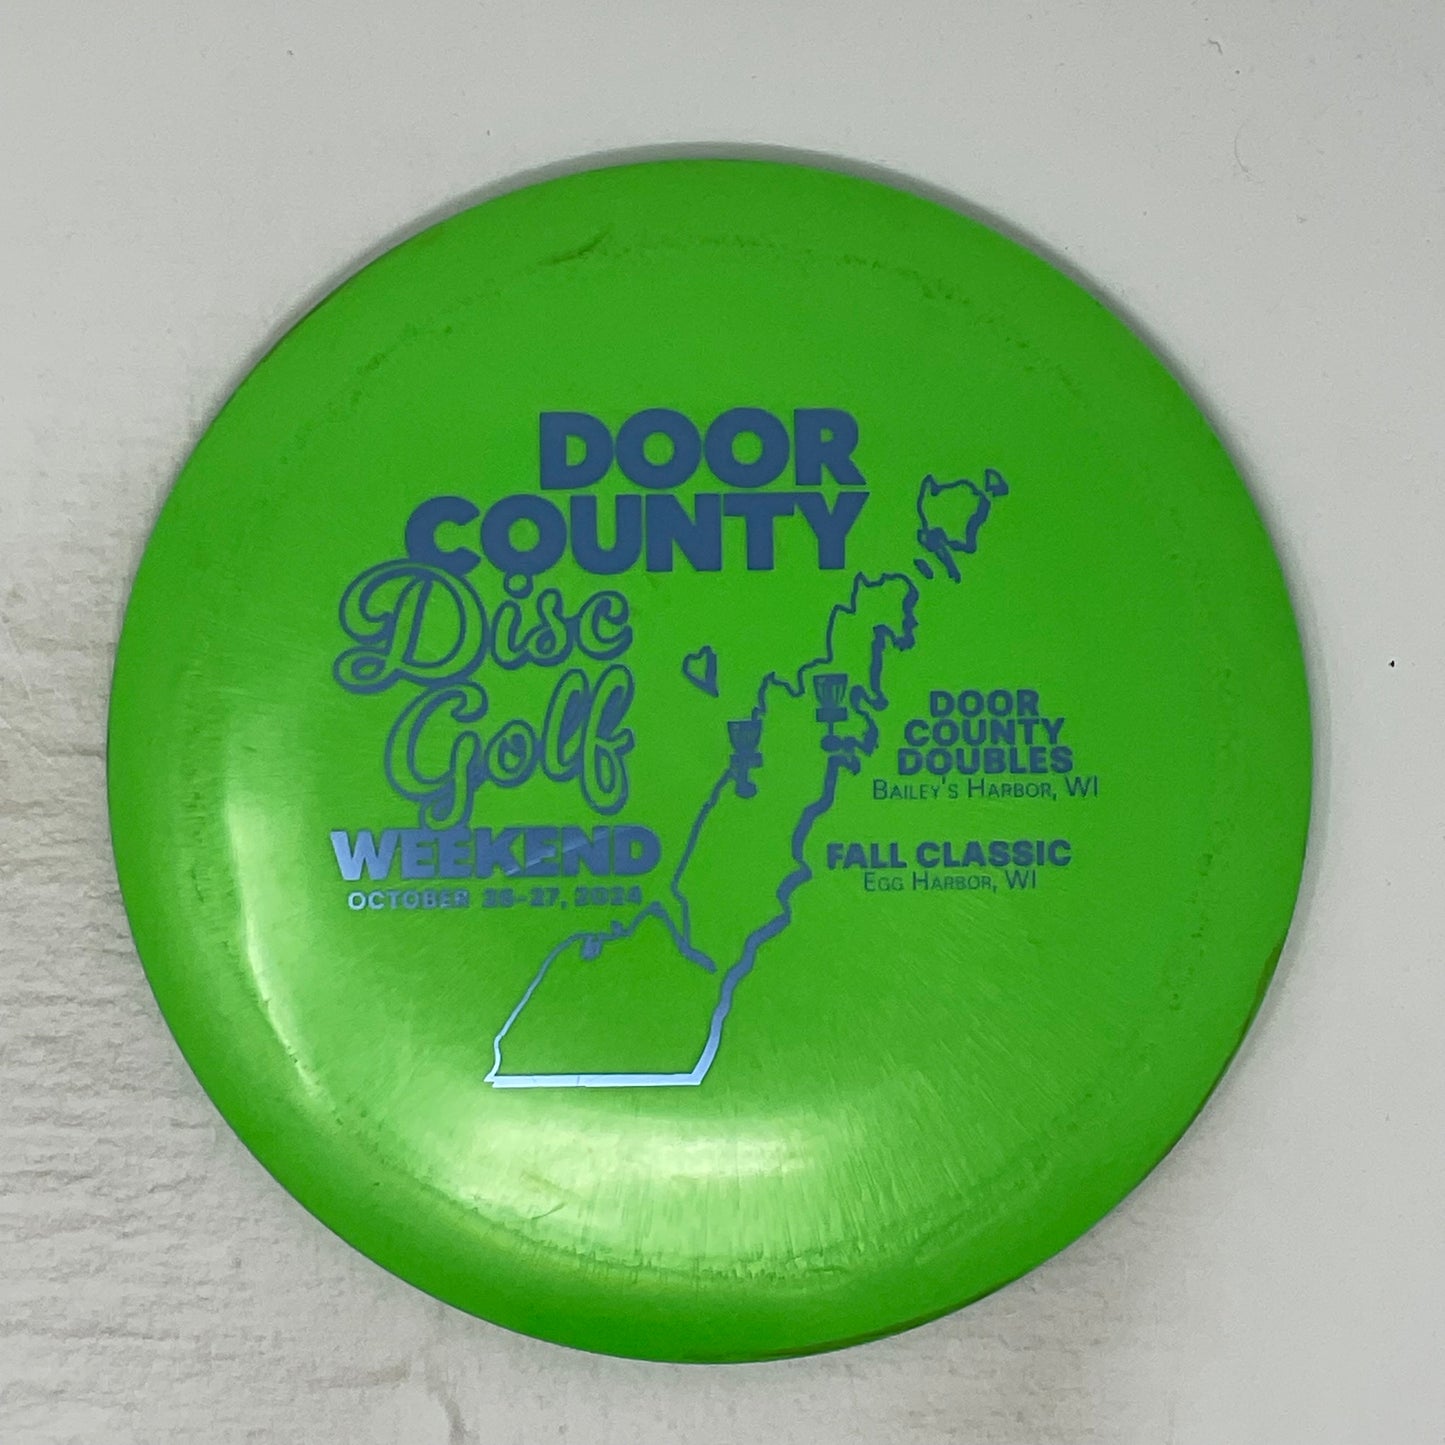 DOOR
COUNTY
Disc
Golf
WEEKEND
OCTOBER 26-27, 2024
DOOR
COUNTY
DOUBLES
BAILEY'S HARBOR, WI
FALL CLASSIC
EGG HARBOR, WI